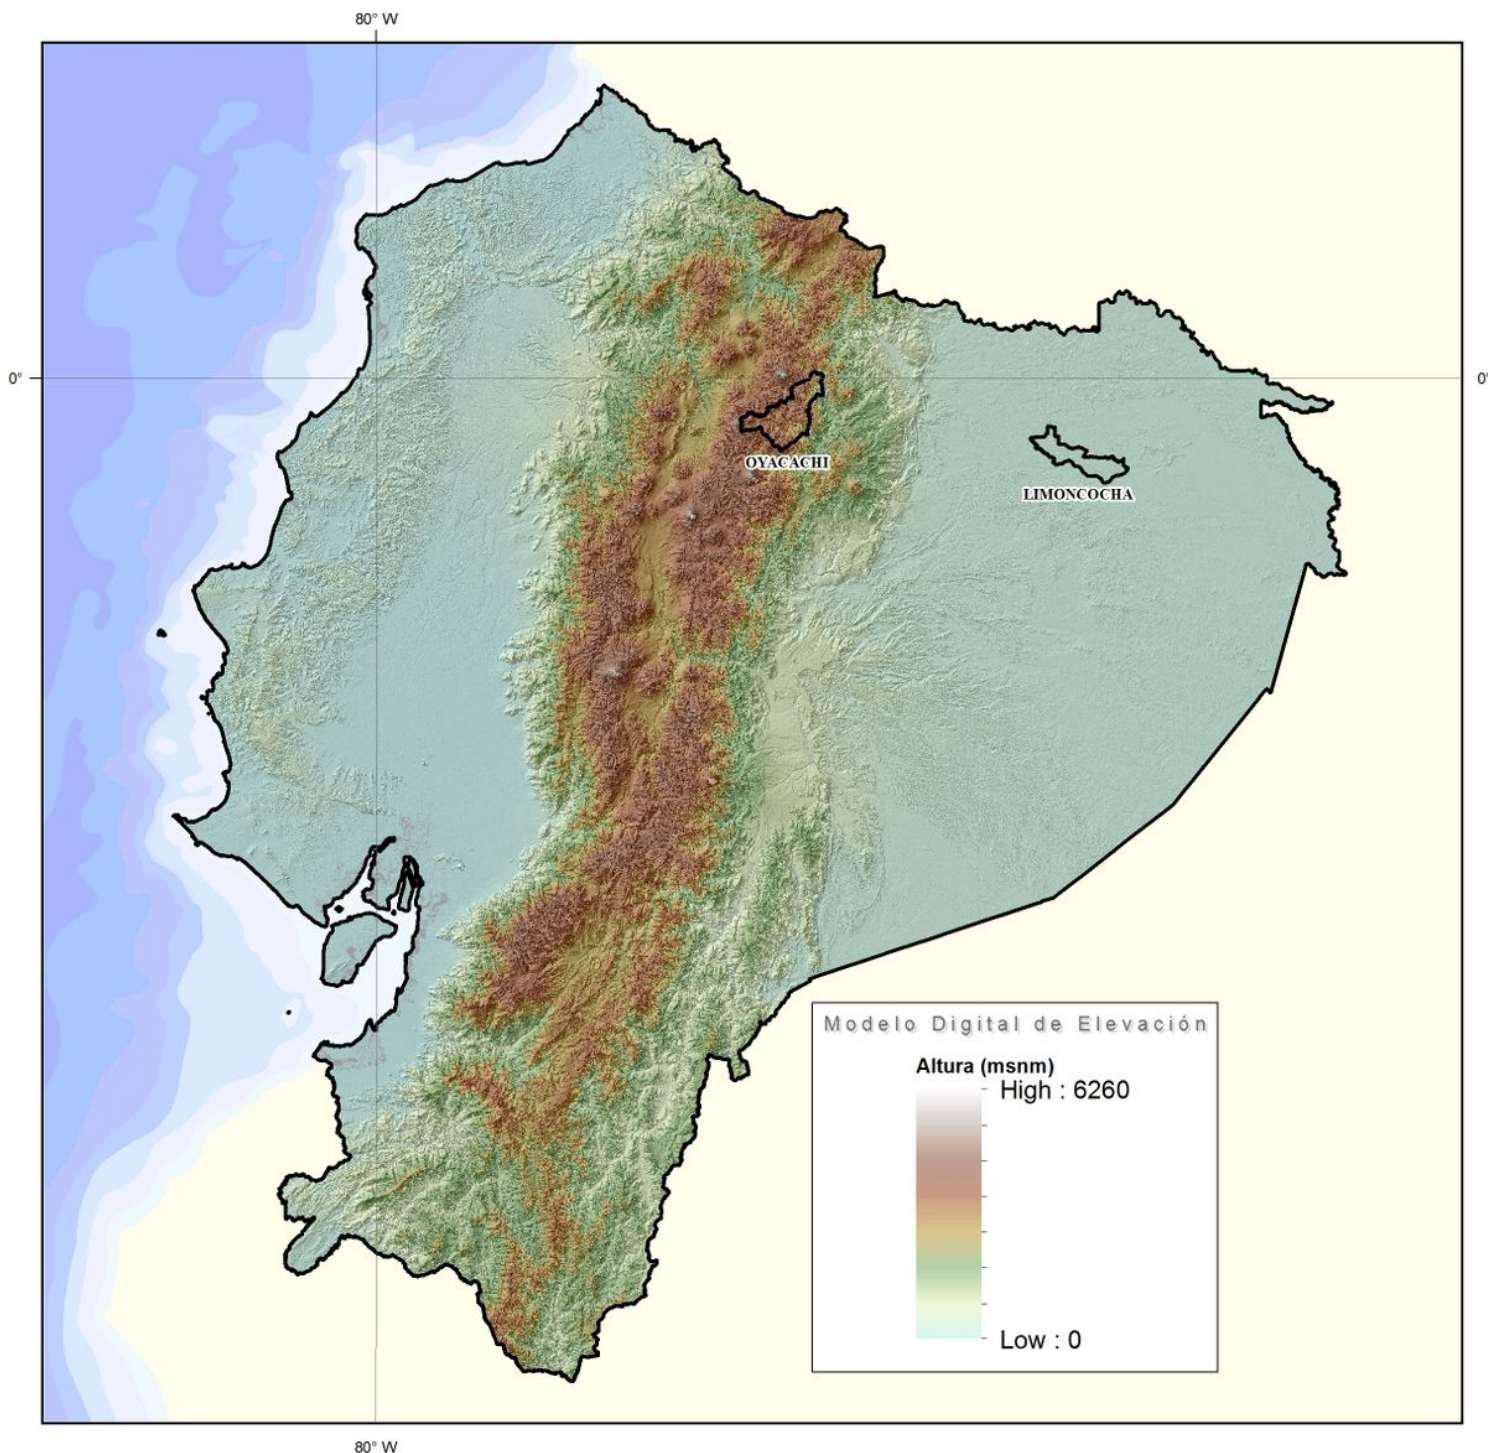 80° W
0°
0°
OYACACHI
LIMONCOCHA
Modelo Digital de Elevación
Altura (msnm)
High : 6260
Low : 0
80° W